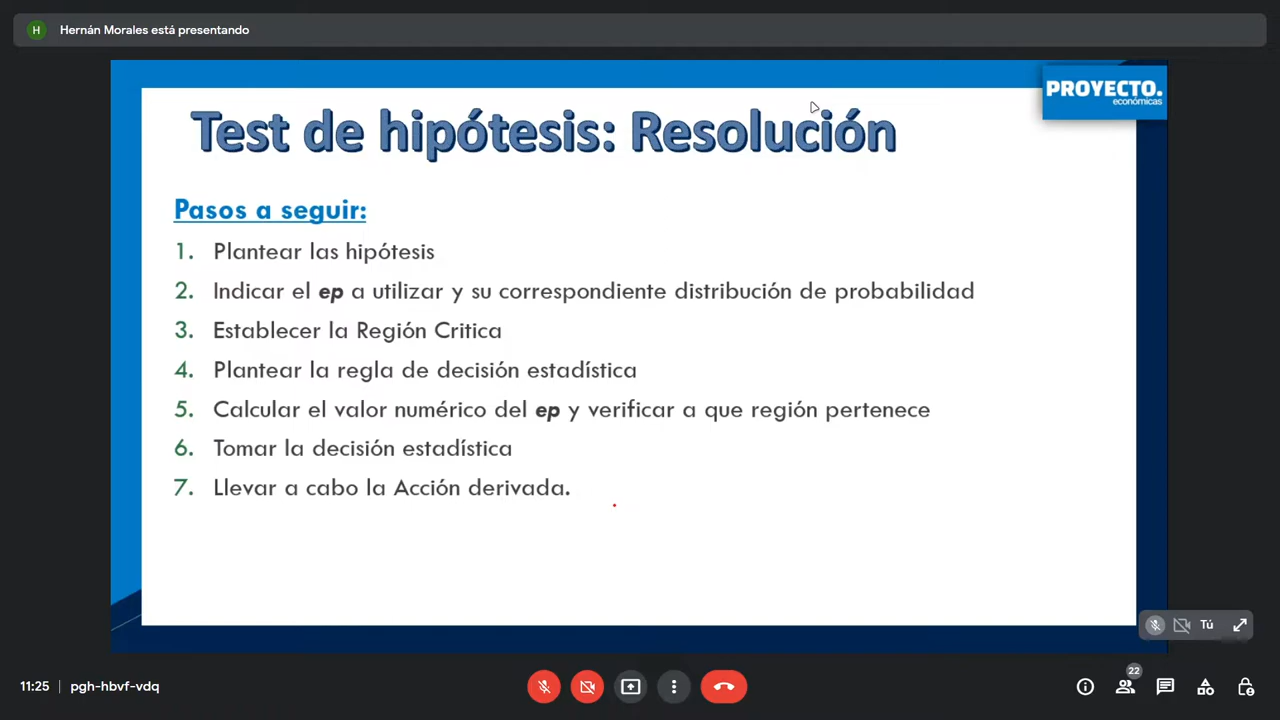 H Hernán Morales está presentando
PROYECTO.
económicas
Test de hipótesis: Resolución
Pasos a seguir:
1. Plantear las hipótesis
2. Indicar el ep a utilizar y su correspondiente distribución de probabilidad
3. Establecer la Región Critica
4. Plantear la regla de decisión estadística
5. Calcular el valor numérico del ep y verificar a que región pertenece
6. Tomar la decisión estadística
7. Llevar a cabo la Acción derivada.
Tú
11:25 | pgh-hbvf-vdq
22